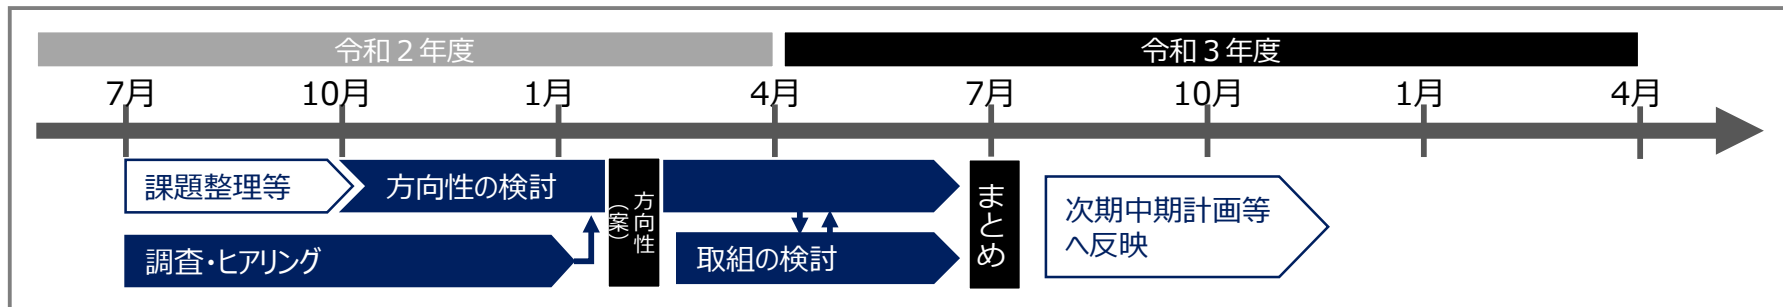 令和２年度
令和３年度
7月
10月
1月
4月
7月
10月
1月
4月
課題整理等
方向性の検討
方向性
（案）
まとめ
次期中期計画等
へ反映
調査・ヒアリング
取組の検討